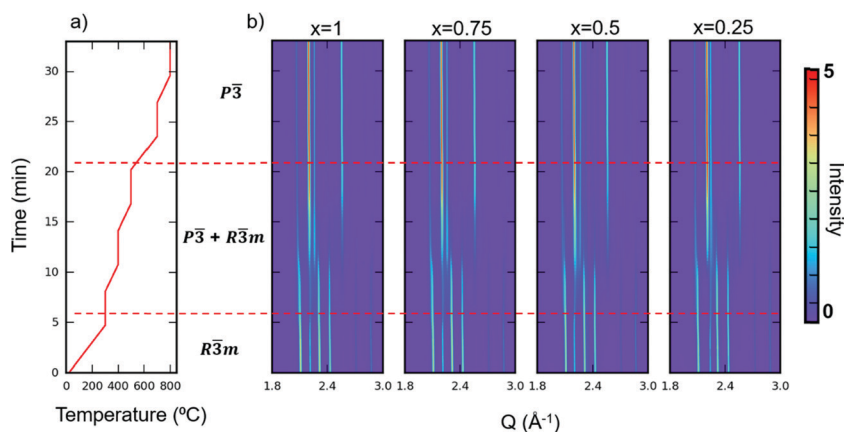 a)
b)
x=1
x=0.75
x=0.5
x=0.25
30
25
20
15
10
5
0
Time (min)
0 200 400 600 800
Temperature (ºC)
P3̅
P3̅ + R3̅m
R3̅m
1.8 2.4 3.0
1.8 2.4 3.0
1.8 2.4 3.0
1.8 2.4 3.0
Q (Å⁻¹)
5
Intensity
0